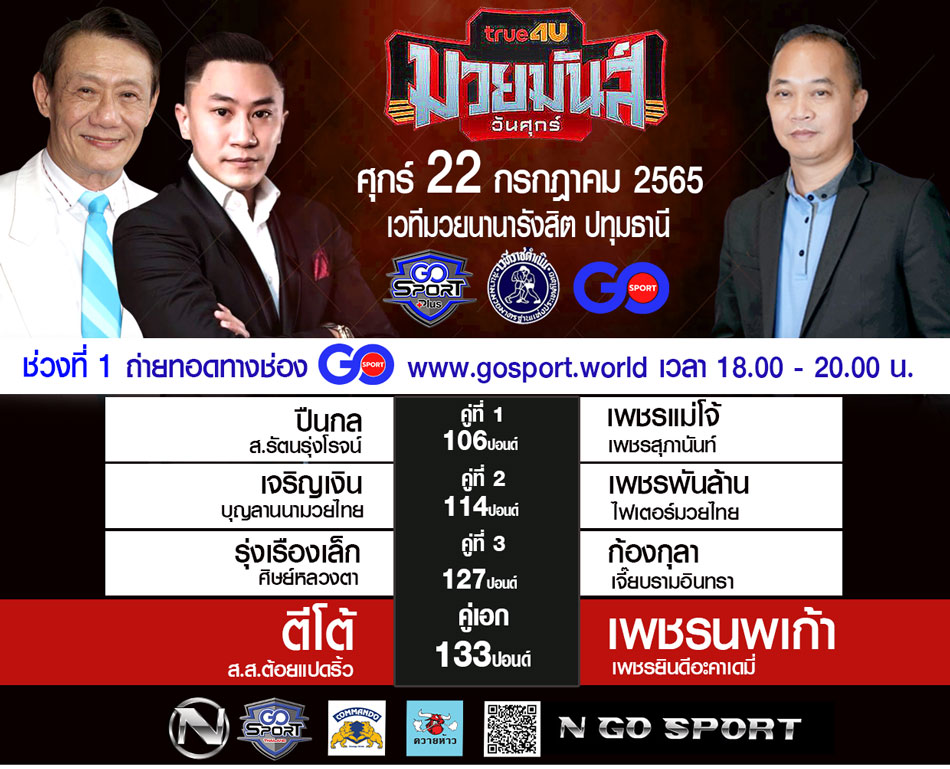 true4U
มวยมันส์
วันศุกร์
ศุกร์ 22 กรกฎาคม 2565
เวทีมวยนานารังสิต ปทุมธานี
GO SPORT Plus
GO SPORT
ช่วงที่ 1 ถ่ายทอดทางช่อง GO SPORT www.gosport.world เวลา 18.00 - 20.00 น.
ปืนกล คู่ที่ 1 เพชรแม่โจ้
ส.รัตนรุ่งโรจน์ 106ปอนด์ เพชรสุภานันท์
เจริญเงิน คู่ที่ 2 เพชรพันล้าน
บุญลานนามวยไทย 114ปอนด์ ไฟเตอร์มวยไทย
รุ่งเรืองเล็ก คู่ที่ 3 ก้องกุลา
ศิษย์หลวงตา 127ปอนด์ เจี๊ยบรามอินทรา
ตีโต้ คู่เอก เพชรนพเก้า
ส.ส.ต้อยแปดริ้ว 133ปอนด์ เพชรยินดีอะคาเดมี่
N GO SPORT COMMANDO ควายหาว N GO SPORT